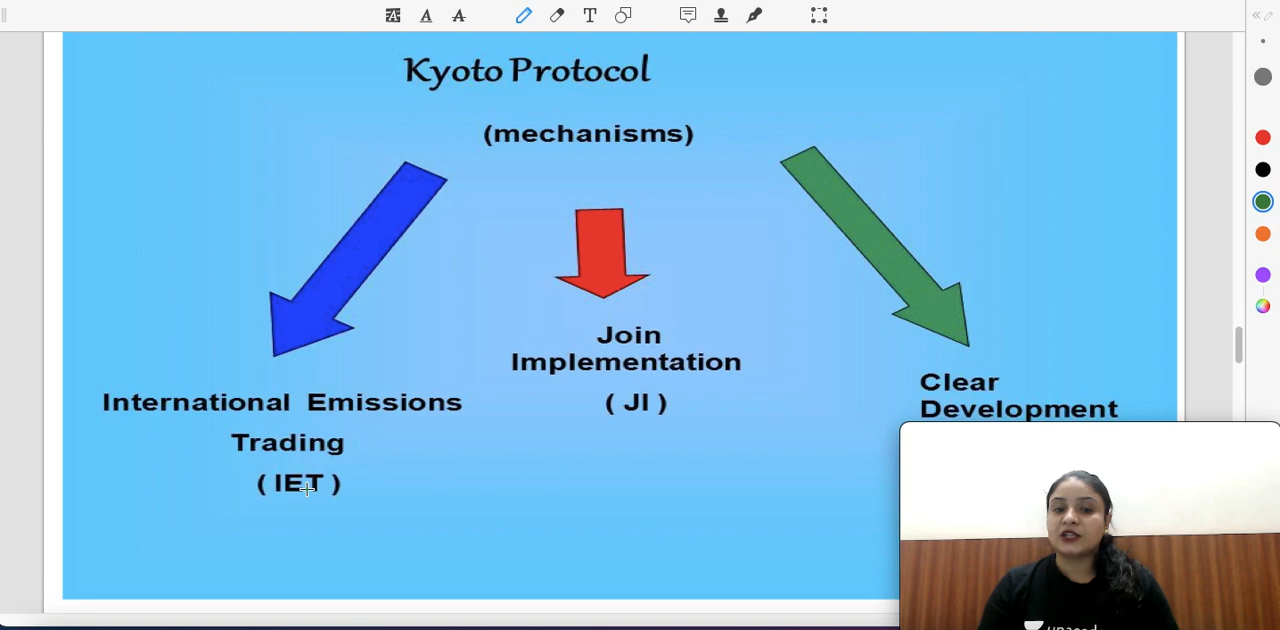 Kyoto Protocol
(mechanisms)
Join
Implementation
( JI )
International Emissions
Trading
( IET )
Clear
Development